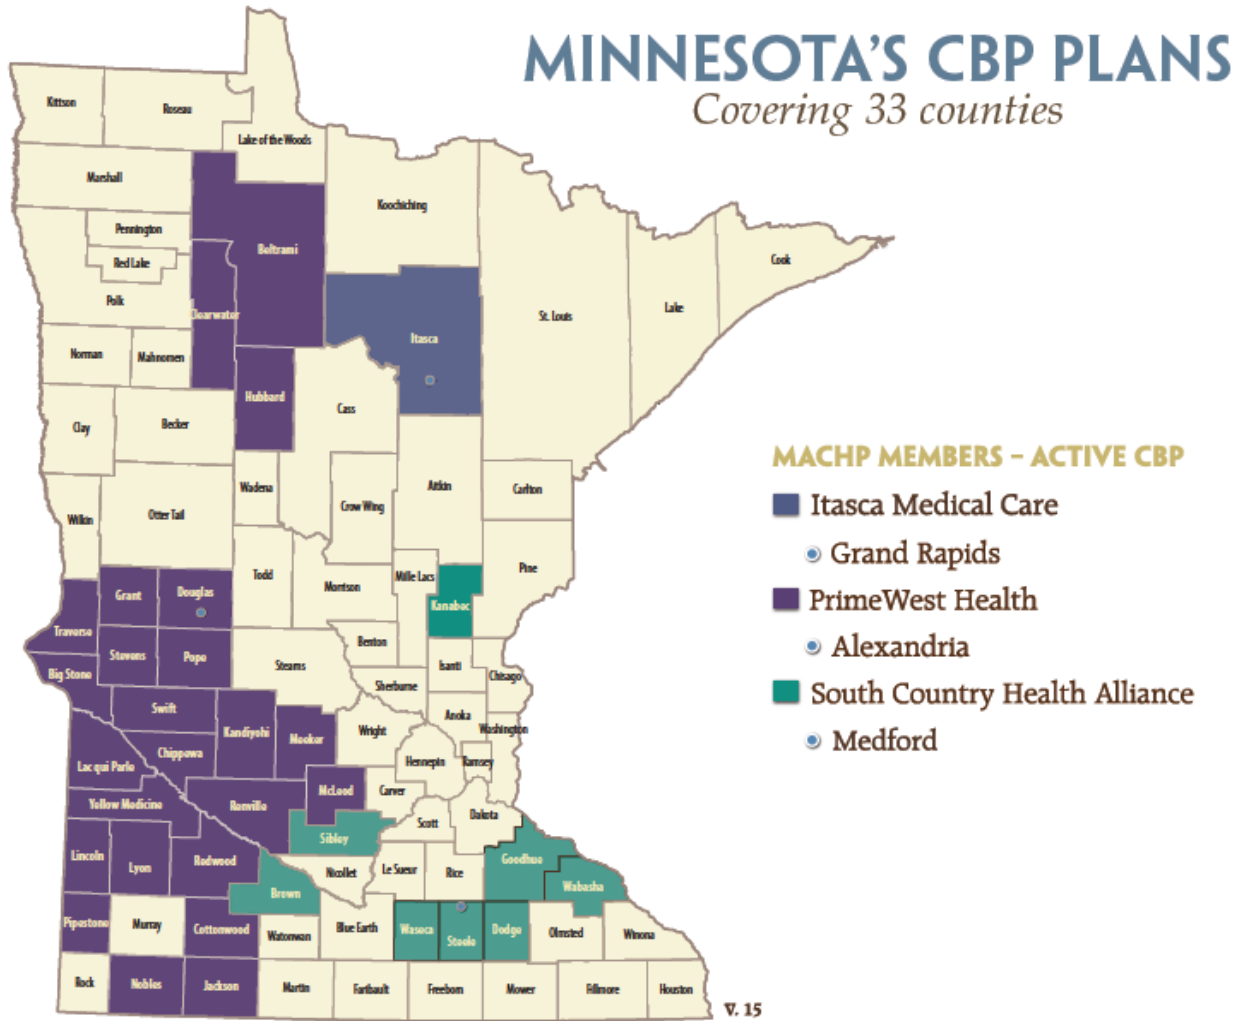 MINNESOTA'S CBP PLANS
Covering 33 counties
Kittson
Roseau
Lake of the Woods
Marshall
Koochiching
Pennington
Beltrami
Red Lake
Cook
Polk
Clearwater
Lake
St. Louis
Itasca
Norman
Mahnomen
Hubbard
Cass
Clay
Becker
MACHP MEMBERS – ACTIVE CBP
Wadena
Aitkin
Carlton
Itasca Medical Care
Crow Wing
Otter Tail
Wilkin
Grand Rapids
Pine
Todd
Mille Lacs
Morrison
Grant
Douglas
PrimeWest Health
Kanabec
Traverse
Benton
Alexandria
Stevens
Pope
Stearns
Isanti
Big Stone
Chisago
Sherburne
South Country Health Alliance
Swift
Anoka
Kandiyohi
Meeker
Wright
Washington
Medford
Chippewa
Lac qui Parle
Hennepin
Ramsey
McLeod
Carver
Yellow Medicine
Renville
Dakota
Scott
Sibley
Lincoln
Lyon
Redwood
Goodhue
Nicollet
Le Sueur
Rice
Wabasha
Brown
Pipestone
Murray
Cottonwood
Watonwan
Blue Earth
Waseca
Steele
Dodge
Olmsted
Winona
Rock
Nobles
Jackson
Martin
Faribault
Freeborn
Mower
Fillmore
Houston
V. 15